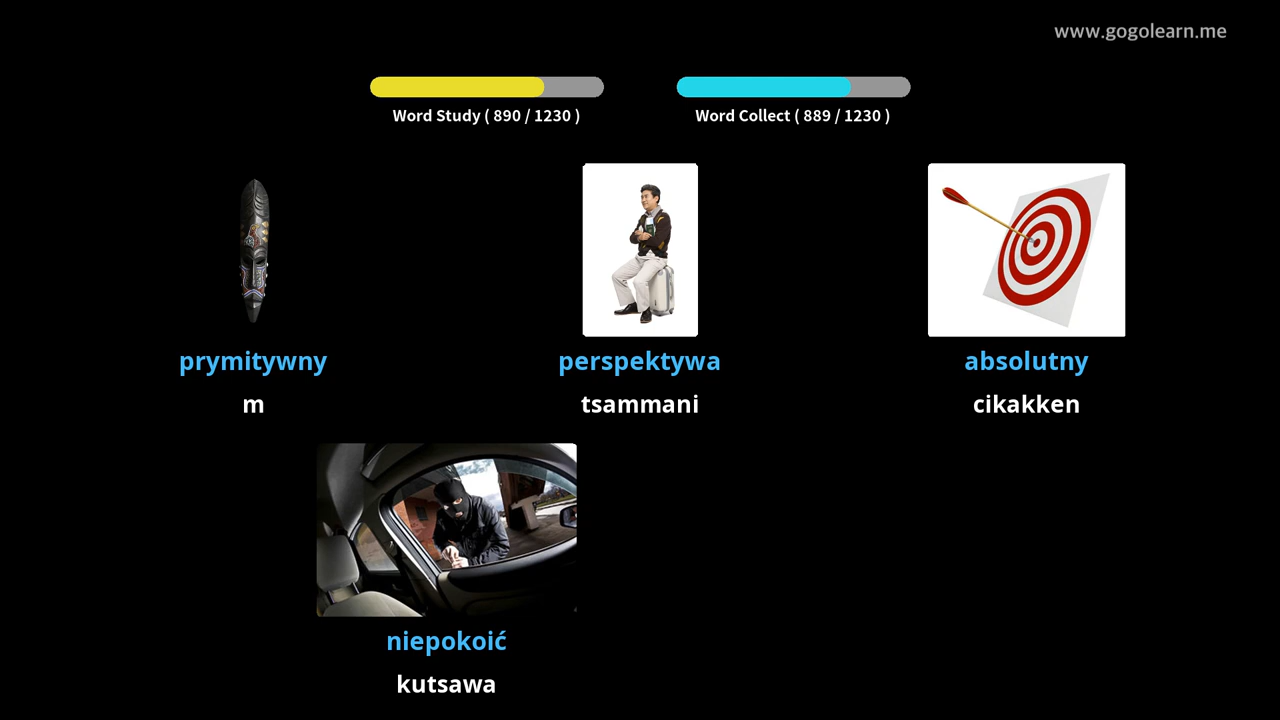 www.gogolearn.me
Word Study ( 890 / 1230 )
Word Collect ( 889 / 1230 )
prymitywny
m
perspektywa
tsammani
absolutny
cikakken
niepokoić
kutsawa